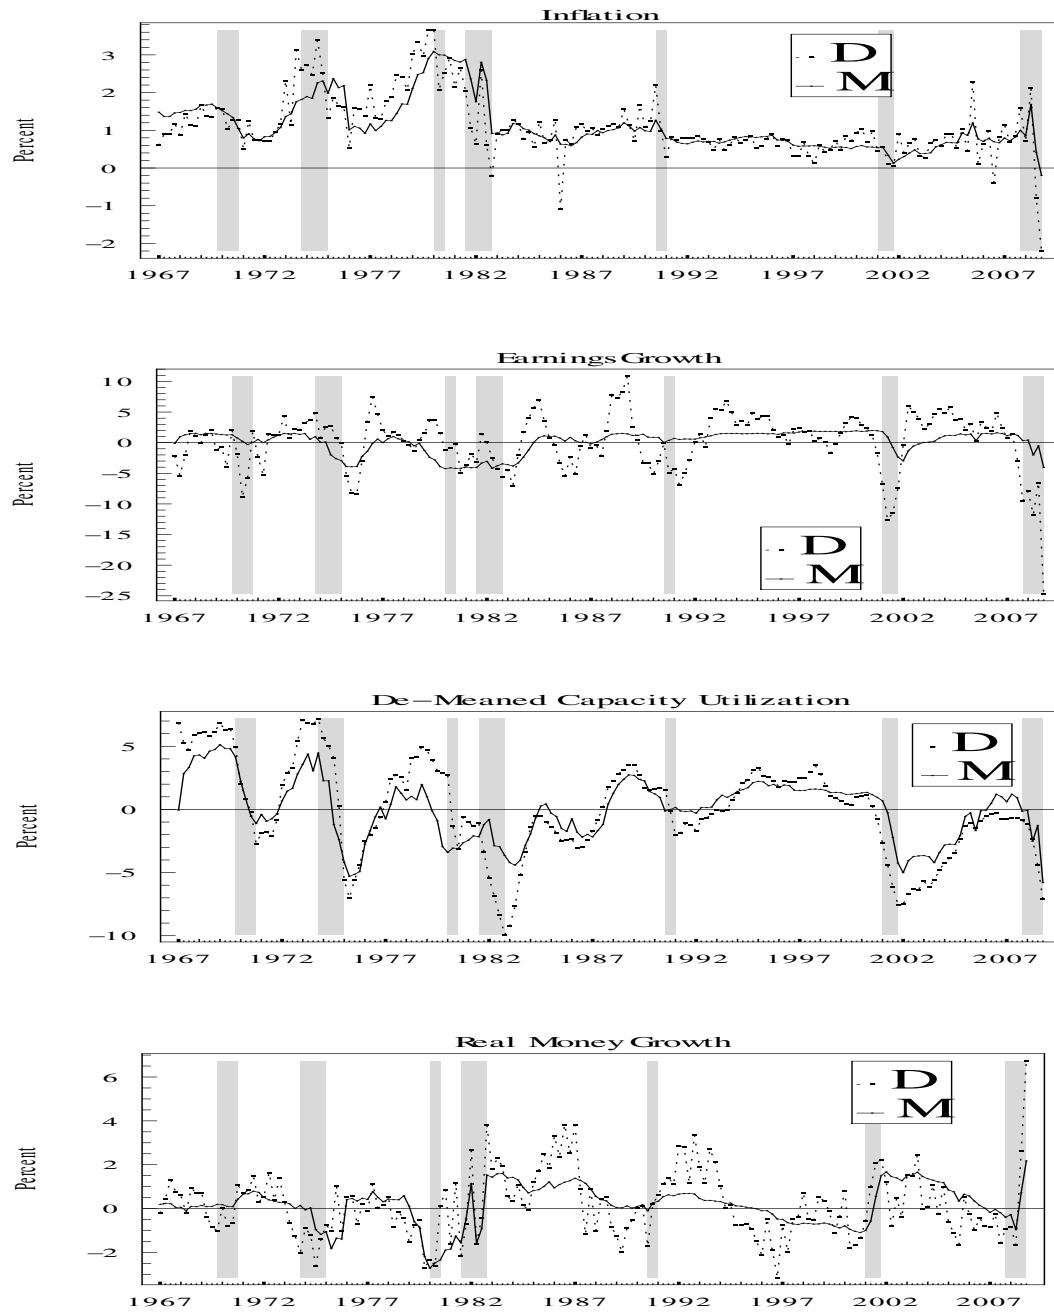 Inflation
D
M
Percent
3
2
1
0
−1
−2
1967 1972 1977 1982 1987 1992 1997 2002 2007
Earnings Growth
10
5
0
−5
−10
−15
−20
−25
Percent
D
M
1967 1972 1977 1982 1987 1992 1997 2002 2007
De−Meaned Capacity Utilization
D
M
5
0
−5
−10
Percent
1967 1972 1977 1982 1987 1992 1997 2002 2007
Real Money Growth
D
M
6
4
2
0
−2
Percent
1967 1972 1977 1982 1987 1992 1997 2002 2007